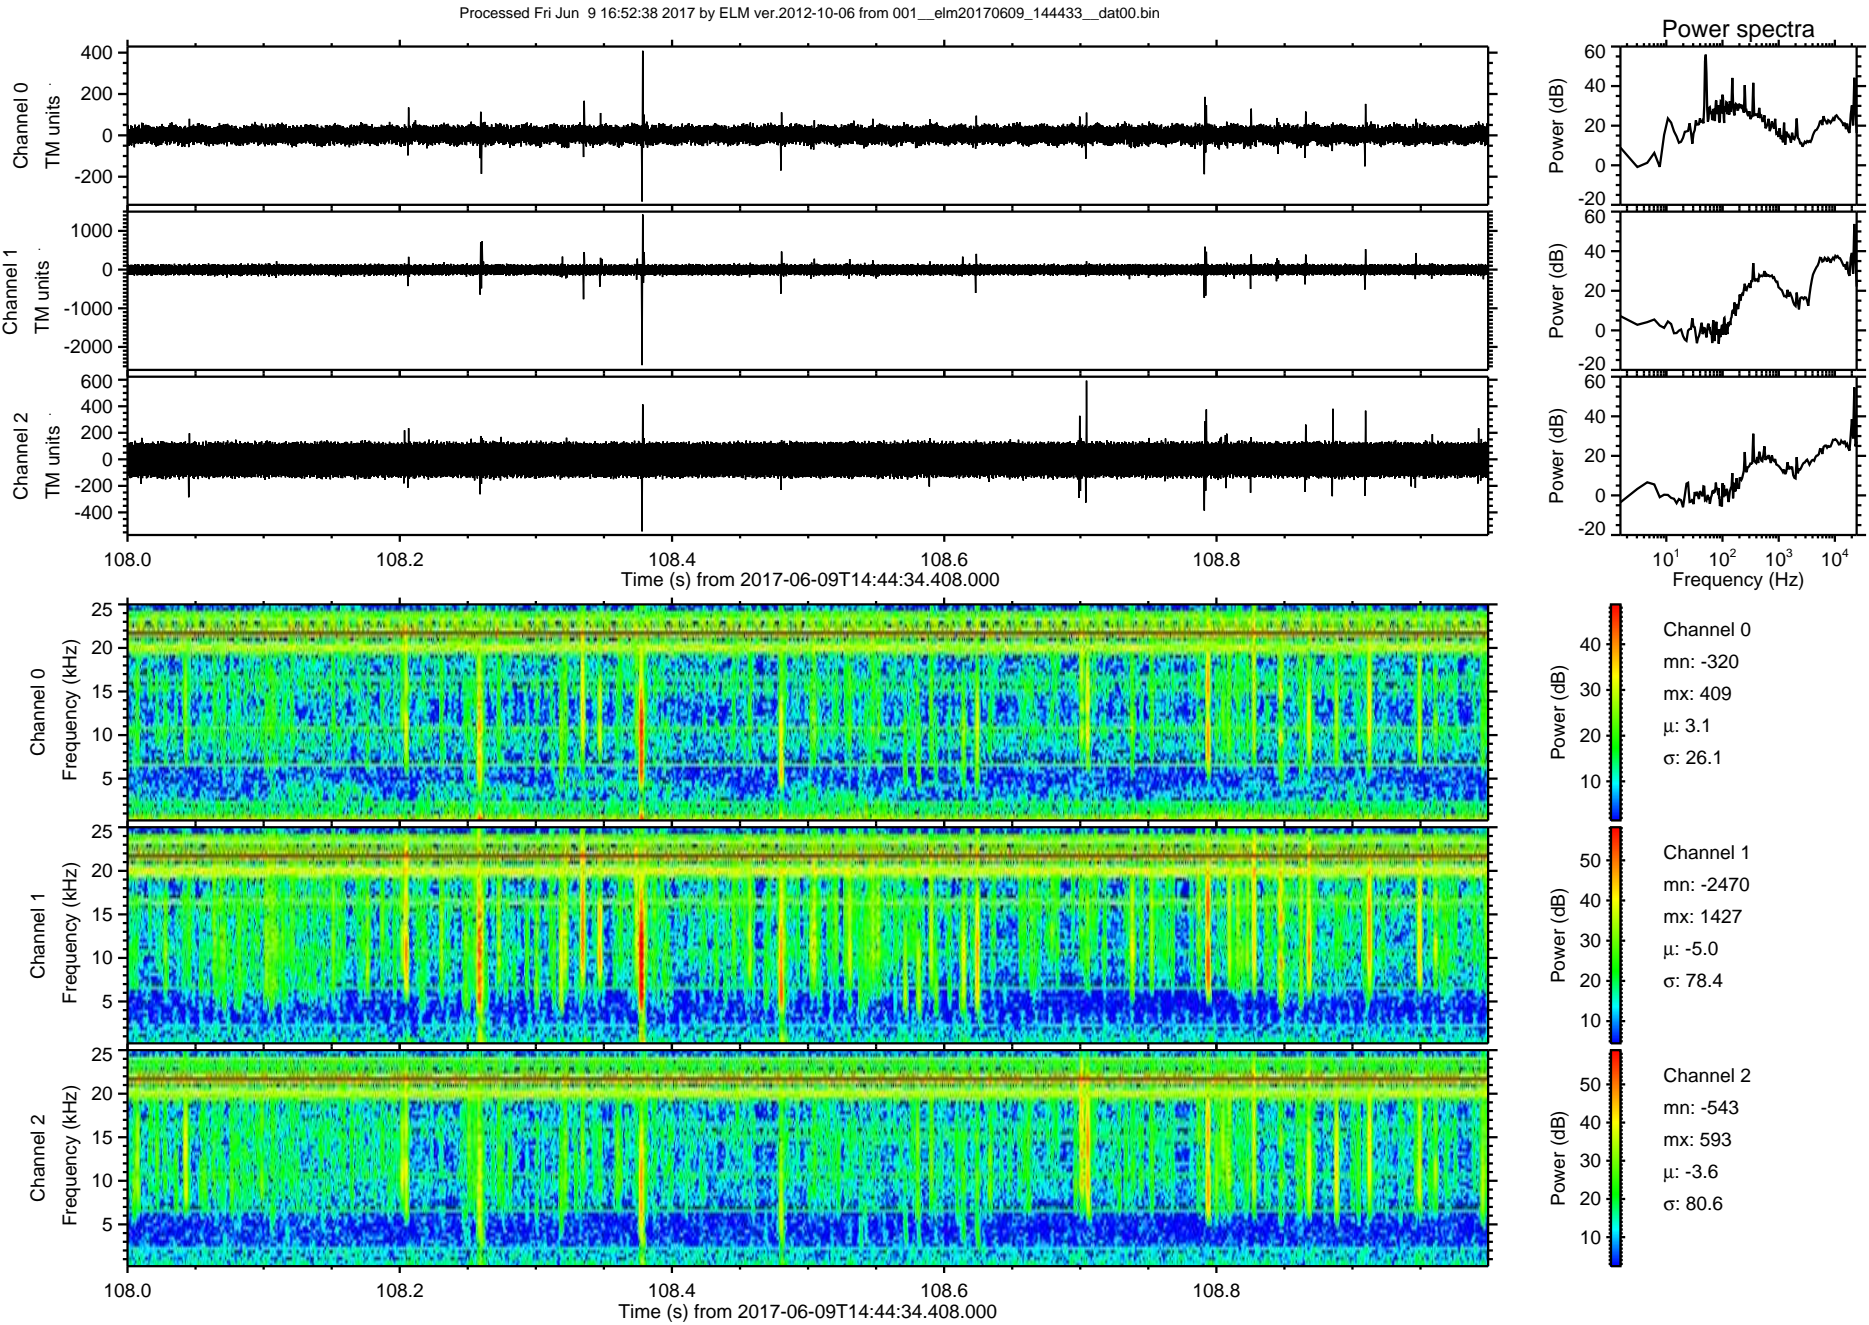 Processed Fri Jun  9 16:52:38 2017 by ELM ver.2012-10-06 from 001__elm20170609_144433__dat00.bin
Power spectra
Channel 0
TM units
400
200
0
-200
Power (dB)
60
40
20
0
-20
Channel 1
TM units
1000
0
-1000
-2000
Power (dB)
60
40
20
0
-20
Channel 2
TM units
600
400
200
0
-200
-400
Power (dB)
60
40
20
0
-20
108.0
108.2
108.4
108.6
108.8
Time (s) from 2017-06-09T14:44:34.408.000
10^1
10^2
10^3
10^4
Frequency (Hz)
Channel 0
Frequency (kHz)
25
20
15
10
5
Power (dB)
40
30
20
10
Channel 0
mn: -320
mx: 409
μ: 3.1
σ: 26.1
Channel 1
Frequency (kHz)
25
20
15
10
5
Power (dB)
50
40
30
20
10
Channel 1
mn: -2470
mx: 1427
μ: -5.0
σ: 78.4
Channel 2
Frequency (kHz)
25
20
15
10
5
Power (dB)
50
40
30
20
10
Channel 2
mn: -543
mx: 593
μ: -3.6
σ: 80.6
108.0
108.2
108.4
108.6
108.8
Time (s) from 2017-06-09T14:44:34.408.000